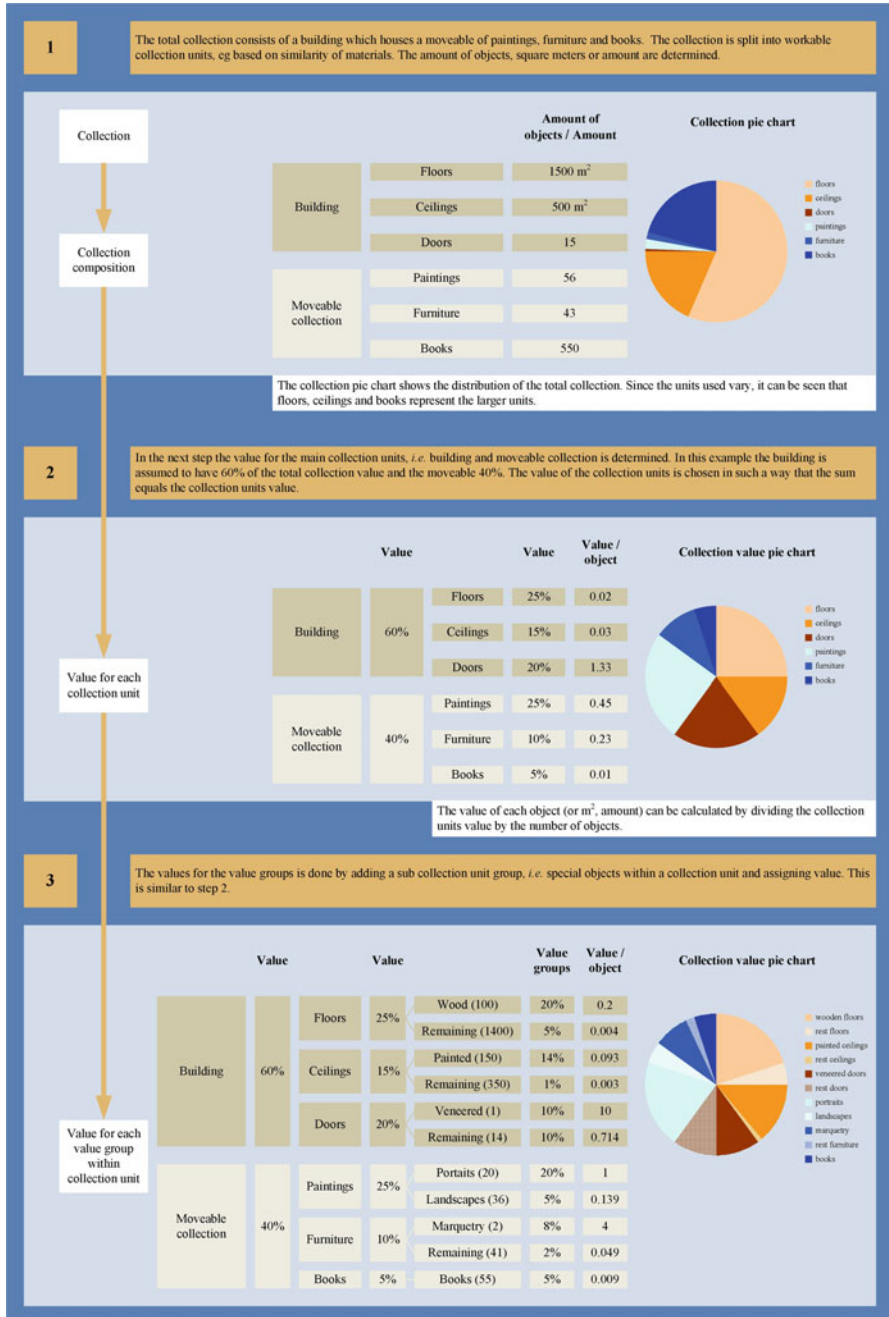 1
The total collection consists of a building which houses a moveable of paintings, furniture and books. The collection is split into workable
collection units, eg based on similarity of materials. The amount of objects, square meters or amount are determined.
Collection
Collection
composition
Amount of
objects / Amount
Collection pie chart
Building
Floors
1500 m²
Ceilings
500 m²
Doors
15
Moveable
collection
Paintings
56
Furniture
43
Books
550
floors
ceilings
doors
paintings
furniture
books
The collection pie chart shows the distribution of the total collection. Since the units used vary, it can be seen that
floors, ceilings and books represent the larger units.
2
In the next step the value for the main collection units, i.e. building and moveable collection is determined. In this example the building is
assumed to have 60% of the total collection value and the moveable 40%. The value of the collection units is chosen in such a way that the sum
equals the collection units value.
Value for each
collection unit
Value
Value
Value /
object
Collection value pie chart
Building
60%
Floors
25%
0.02
Ceilings
15%
0.03
Doors
20%
1.33
Moveable
collection
40%
Paintings
25%
0.45
Furniture
10%
0.23
Books
5%
0.01
floors
ceilings
doors
paintings
furniture
books
The value of each object (or m², amount) can be calculated by dividing the collection
units value by the number of objects.
3
The values for the value groups is done by adding a sub collection unit group, i.e. special objects within a collection unit and assigning value. This
is similar to step 2.
Value for each
value group
within
collection unit
Value
Value
Value
groups
Value /
object
Collection value pie chart
Building
60%
Floors
25%
Wood (100)
20%
0.2
Remaining (1400)
5%
0.004
Ceilings
15%
Painted (150)
14%
0.093
Remaining (350)
1%
0.003
Doors
20%
Veneered (1)
10%
10
Remaining (14)
10%
0.714
Moveable
collection
40%
Paintings
25%
Portaits (20)
20%
1
Landscapes (36)
5%
0.139
Furniture
10%
Marquetry (2)
8%
4
Remaining (41)
2%
0.049
Books
5%
Books (55)
5%
0.009
wooden floors
rest floors
painted ceilings
rest ceilings
veneered doors
rest doors
portraits
landscapes
marquetry
rest furniture
books